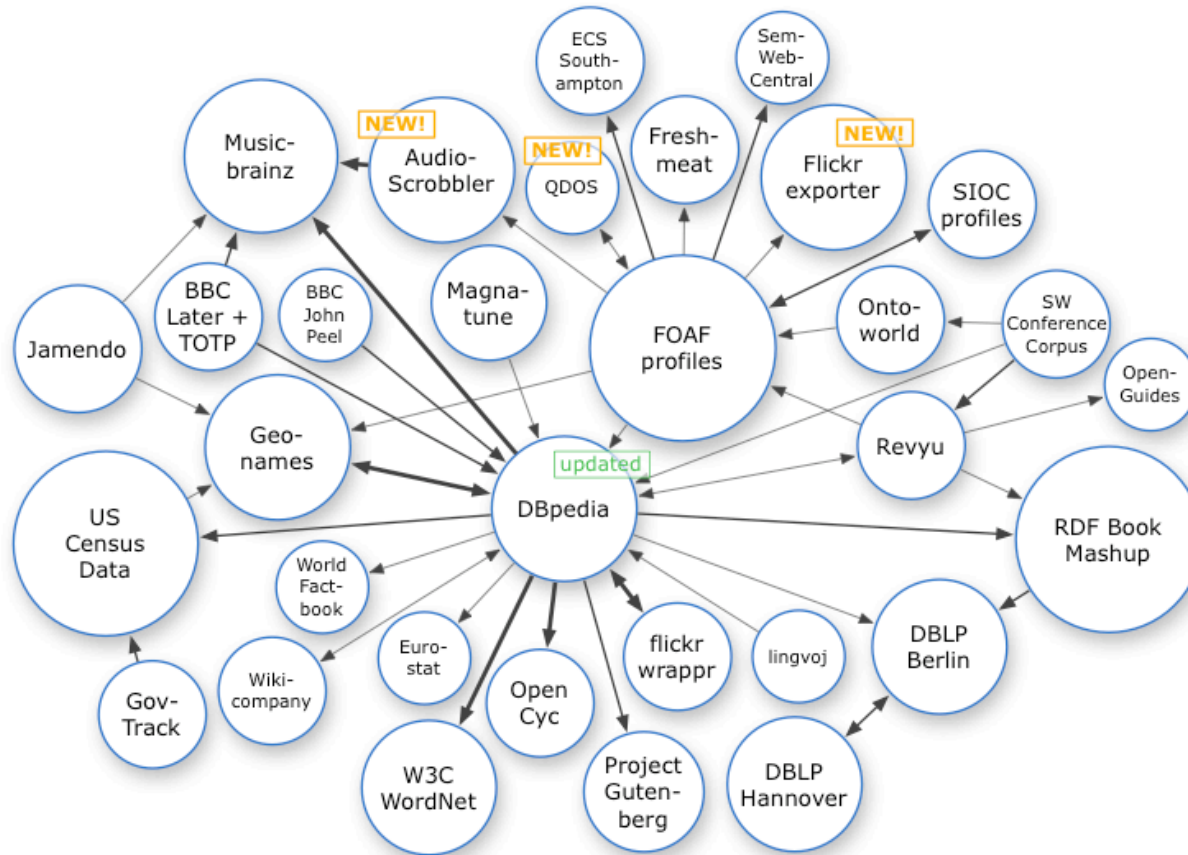 ECS
South-
ampton
Sem-
Web-
Central
Music-
brainz
NEW!
Audio-
Scrobbler
NEW!
QDOS
Fresh-
meat
NEW!
Flickr
exporter
SIOC
profiles
Jamendo
BBC
Later +
TOTP
BBC
John
Peel
Magna-
tune
FOAF
profiles
Onto-
world
SW
Conference
Corpus
Open-
Guides
Geo-
names
Revyu
updated
DBpedia
US
Census
Data
RDF Book
Mashup
World
Fact-
book
Wiki-
company
Euro-
stat
flickr
wrappr
lingvoj
DBLP
Berlin
Gov-
Track
Open
Cyc
W3C
WordNet
Project
Guten-
berg
DBLP
Hannover